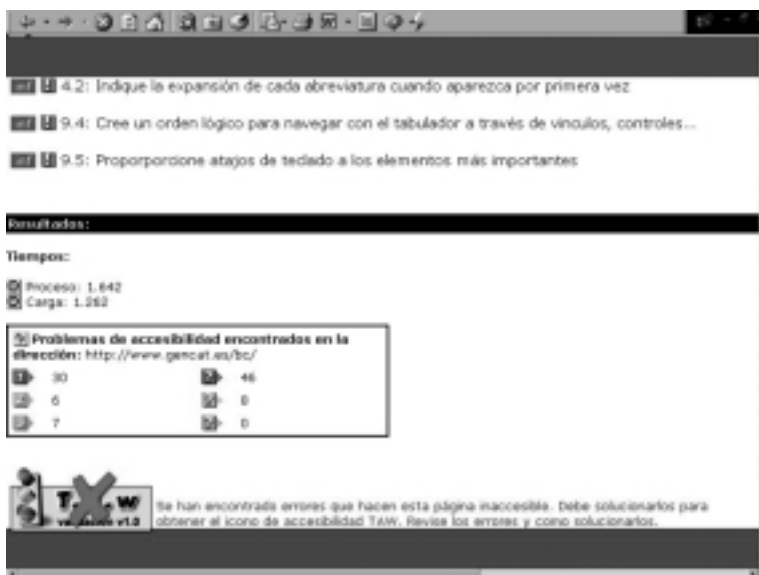 4.2: Indique la expansión de cada abreviatura cuando aparezca por primera vez
9.4: Cree un orden lógico para navegar con el tabulador a través de vínculos, controles...
9.5: Proporporcione atajos de teclado a los elementos más importantes
Resultados:
Tiempos:
Proceso: 1.642
Carga: 1.262
Problemas de accesibilidad encontrados en la
dirección: http://www.gencat.es/bc/
30 46
6 8
7 0
T W
v1.0
Se han encontrado errores que hacen esta página inaccesible. Debe solucionarlos para
obtener el icono de accesibilidad TAW. Revise los errores y como solucionarlos.